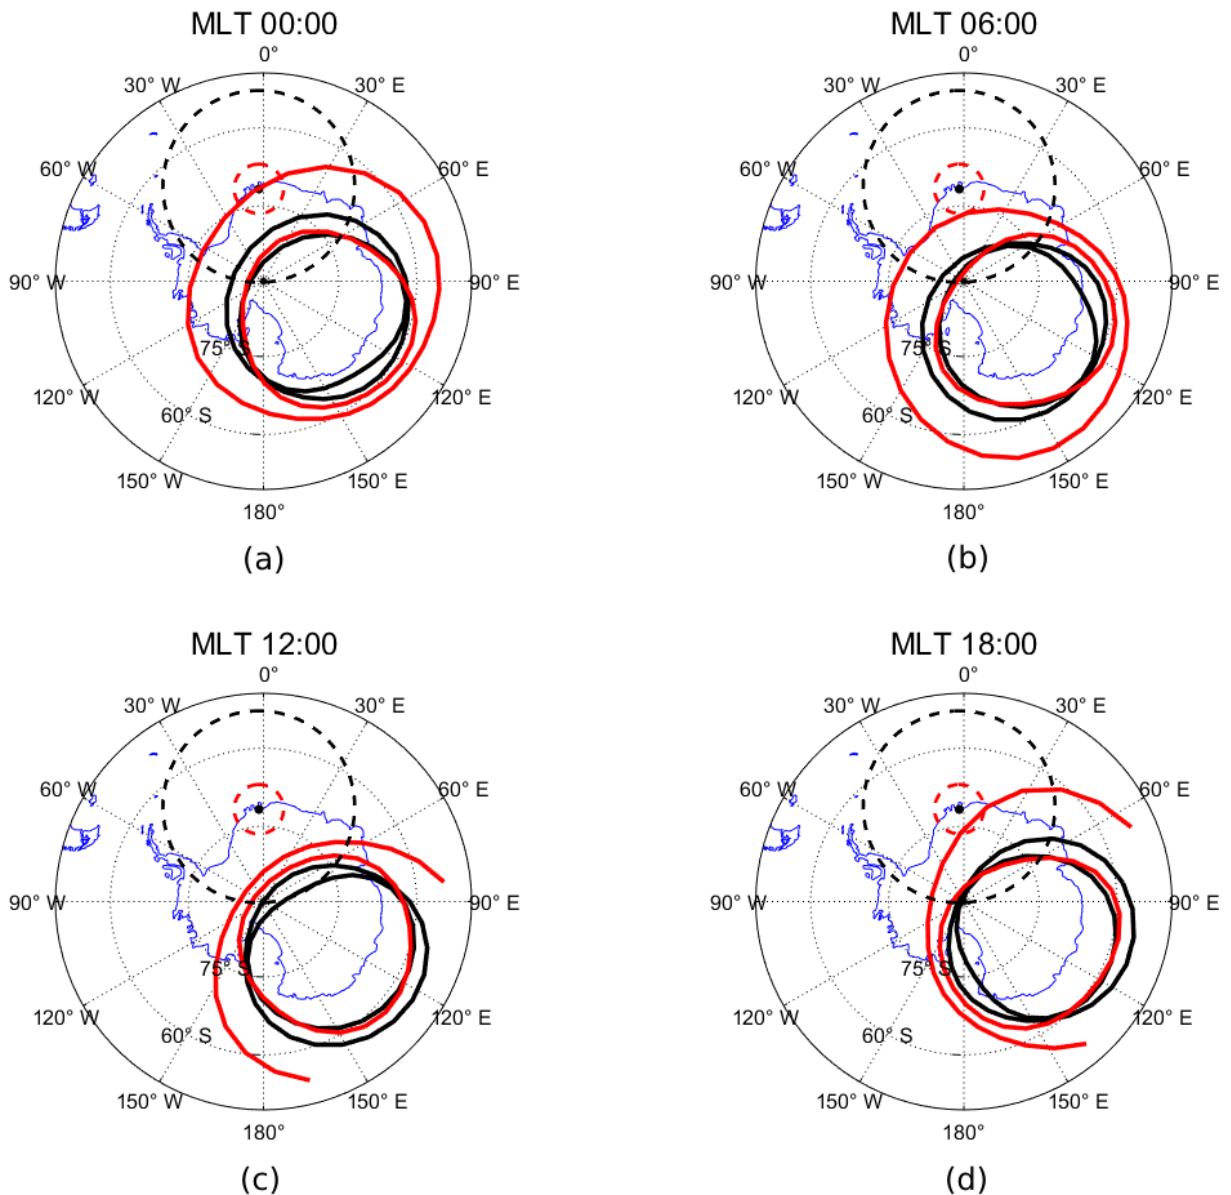 MLT 00:00
0°
30° W
30° E
60° W
60° E
90° W
90° E
75° S
120° W
120° E
60° S
150° W
150° E
180°
(a)
MLT 06:00
0°
30° W
30° E
60° W
60° E
90° W
90° E
75° S
120° W
120° E
60° S
150° W
150° E
180°
(b)
MLT 12:00
0°
30° W
30° E
60° W
60° E
90° W
90° E
75° S
120° W
120° E
60° S
150° W
150° E
180°
(c)
MLT 18:00
0°
30° W
30° E
60° W
60° E
90° W
90° E
75° S
120° W
120° E
60° S
150° W
150° E
180°
(d)